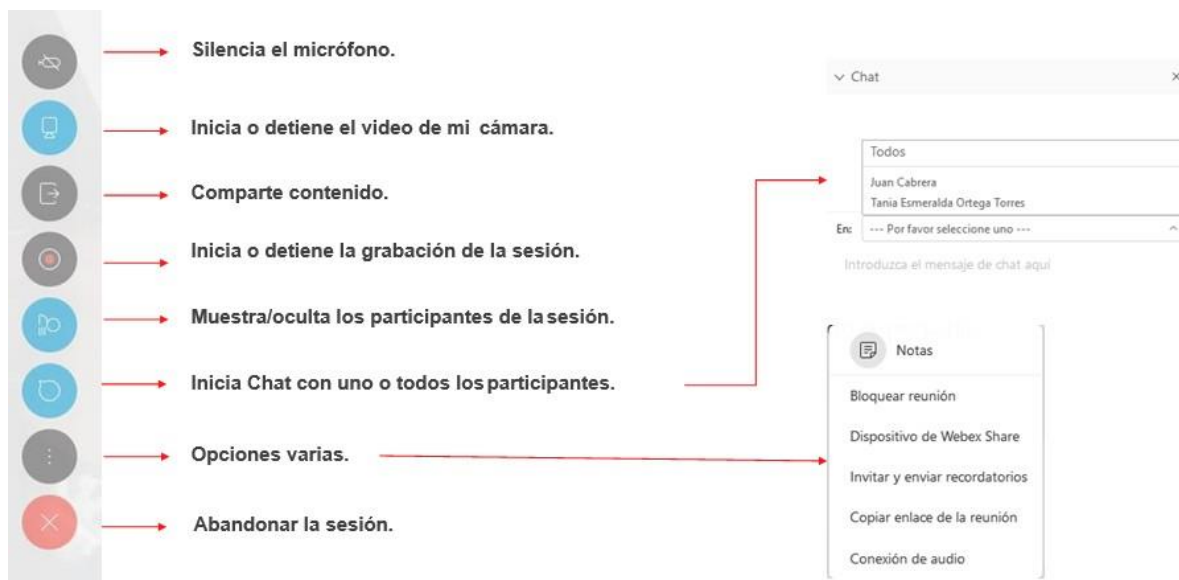 Silencia el micrófono.
Inicia o detiene el video de mi cámara.
Comparte contenido.
Inicia o detiene la grabación de la sesión.
Muestra/oculta los participantes de la sesión.
Inicia Chat con uno o todos los participantes.
Opciones varias.
Abandonar la sesión.
Chat
Todos
Juan Cabrera
Tania Esmeralda Ortega Torres
En: --- Por favor seleccione uno ---
Introduzca el mensaje de chat aquí
Notas
Bloquear reunión
Dispositivo de Webex Share
Invitar y enviar recordatorios
Copiar enlace de la reunión
Conexión de audio